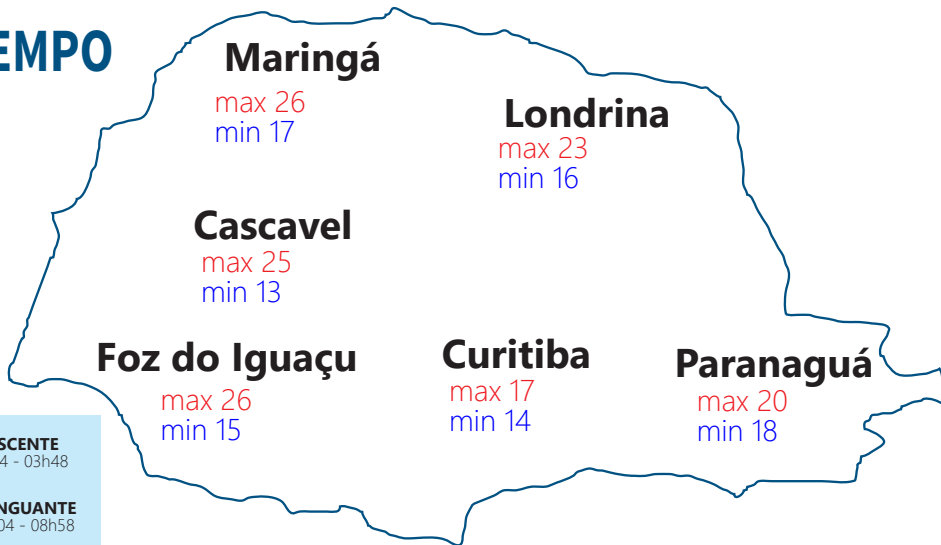 EMPO
Maringá
max 26
min 17
Londrina
max 23
min 16
Cascavel
max 25
min 13
Foz do Iguaçu
max 26
min 15
Curitiba
max 17
min 14
Paranaguá
max 20
min 18
SCENTE
4 - 03h48
NGUANTE
04 - 08h58